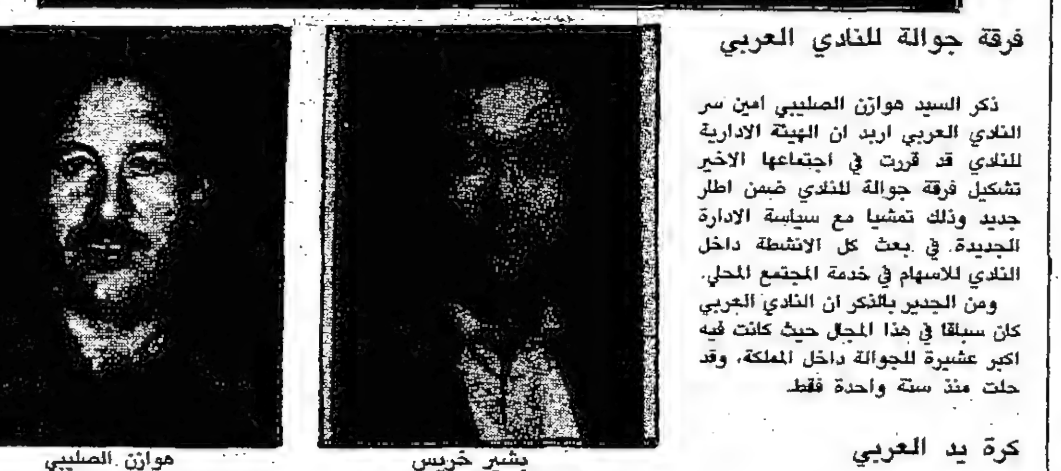 فرقة جوالة للنادي العربي
ذكر السيد هوازن الصليبي امين سر
النادي العربي اربد ان الهيئة الادارية
للنادي قد قررت في اجتماعها الاخير
تشكيل فرقة جوالة للنادي ضمن اطار
جديد وذلك تمشيا مع سياسة الادارة
الجديدة. في بعث كل الانشطة داخل
النادي للاسهام في خدمة المجتمع المحلي.
ومن الجدير بالذكر ان النادي العربي
كان سباقا في هذا المجال حيث كانت فيه
اكبر عشيرة للجوالة داخل المملكة، وقد
حلت منذ سنة واحدة فقط.
كرة يد العربي
بشير خريس
هوازن الصليبي